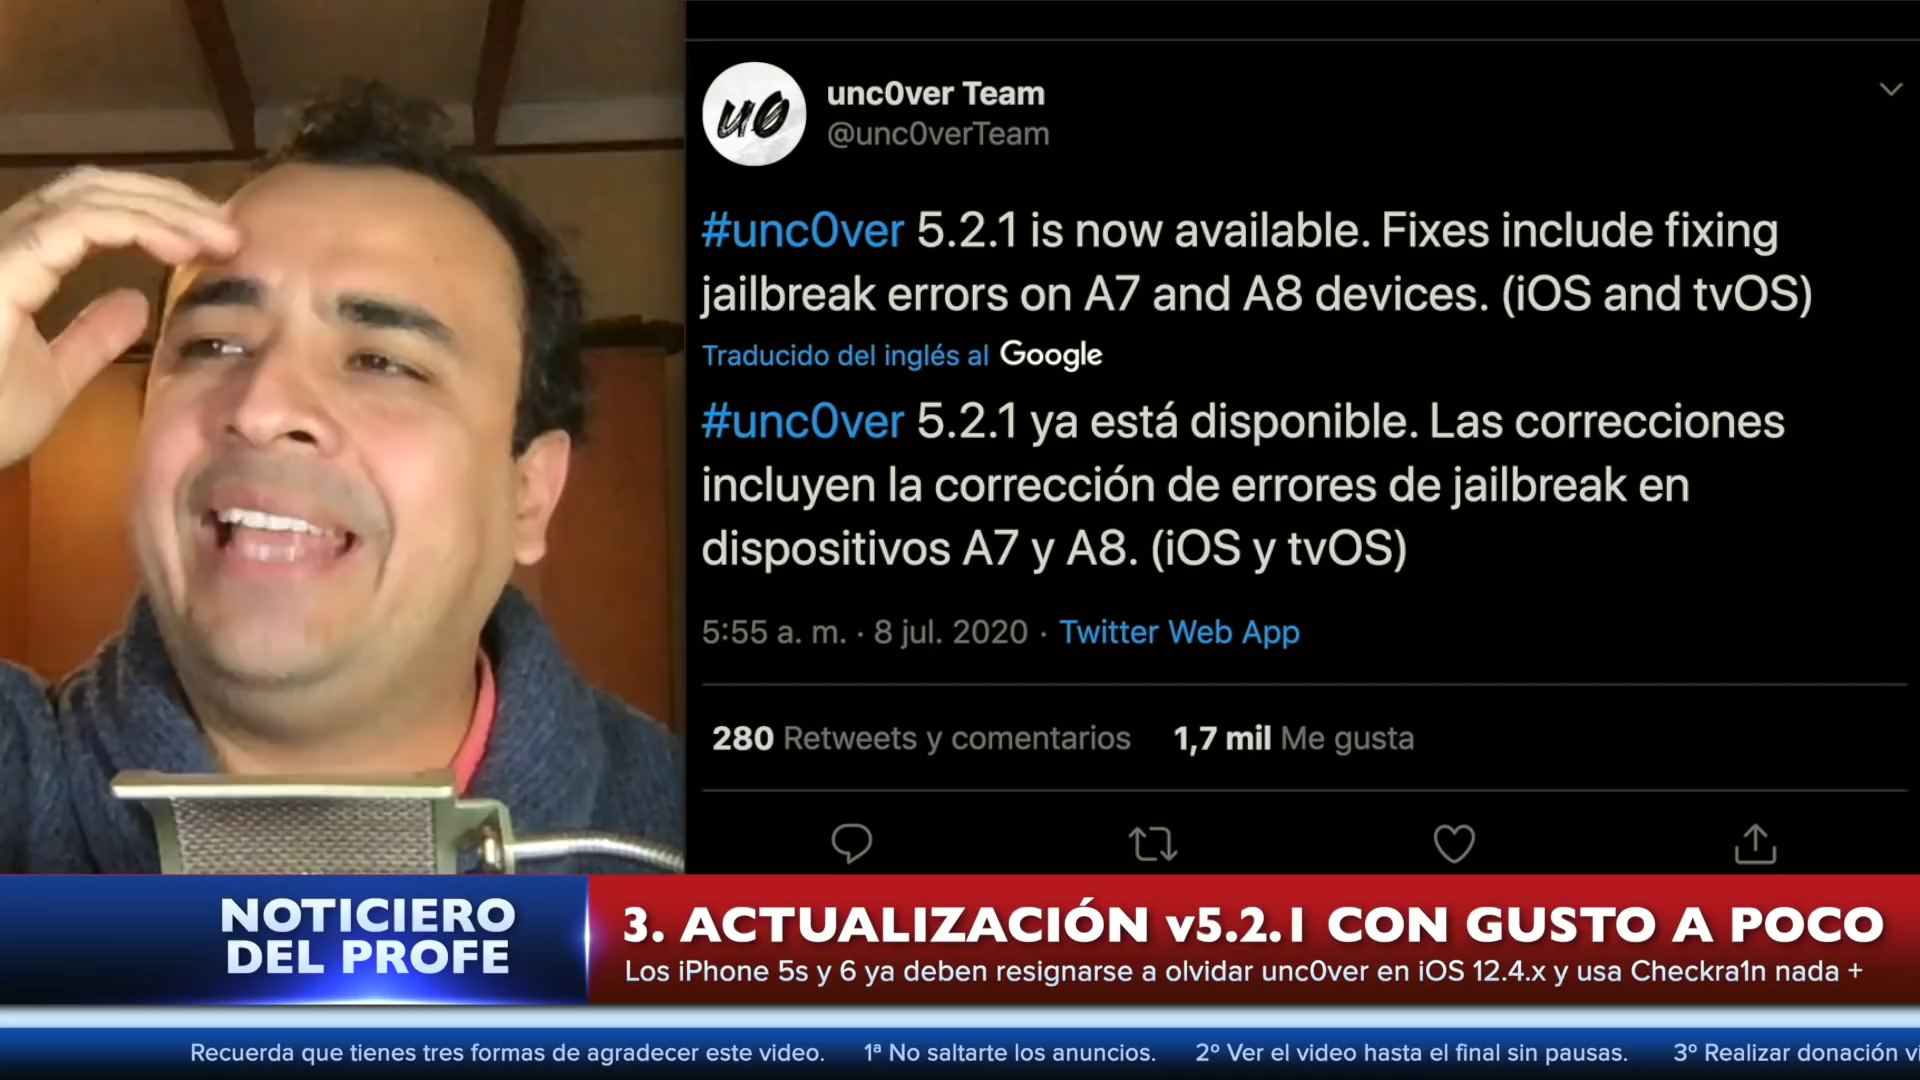 u0
unc0ver Team
@unc0verTeam
#unc0ver 5.2.1 is now available. Fixes include fixing
jailbreak errors on A7 and A8 devices. (iOS and tvOS)
Traducido del inglés al Google
#unc0ver 5.2.1 ya está disponible. Las correcciones
incluyen la corrección de errores de jailbreak en
dispositivos A7 y A8. (iOS y tvOS)
5:55 a. m. · 8 jul. 2020 · Twitter Web App
280 Retweets y comentarios 1,7 mil Me gusta
NOTICIERO
DEL PROFE
3. ACTUALIZACIÓN v5.2.1 CON GUSTO A POCO
Los iPhone 5s y 6 ya deben resignarse a olvidar unc0ver en iOS 12.4.x y usa Checkra1n nada +
Recuerda que tienes tres formas de agradecer este video. 1ª No saltarte los anuncios. 2º Ver el video hasta el final sin pausas. 3º Realizar donación